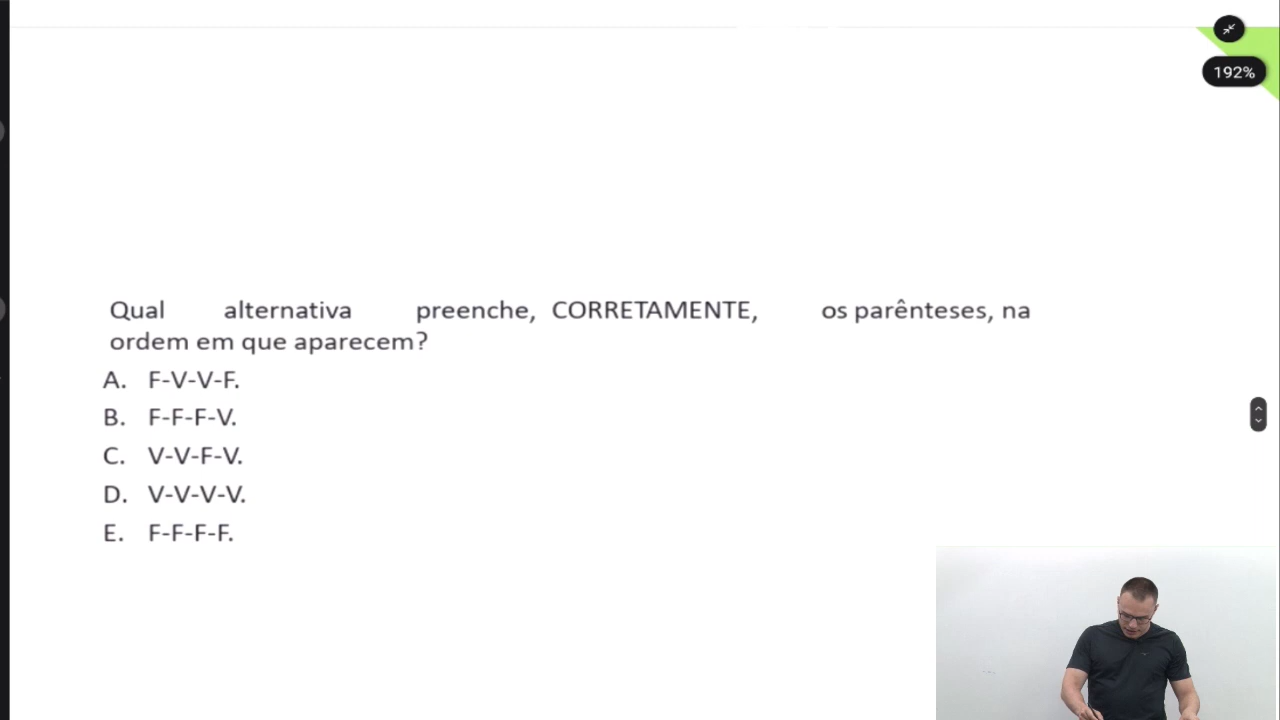 192%
Qual alternativa preenche, CORRETAMENTE, os parênteses, na
ordem em que aparecem?
A. F-V-V-F.
B. F-F-F-V.
C. V-V-F-V.
D. V-V-V-V.
E. F-F-F-F.